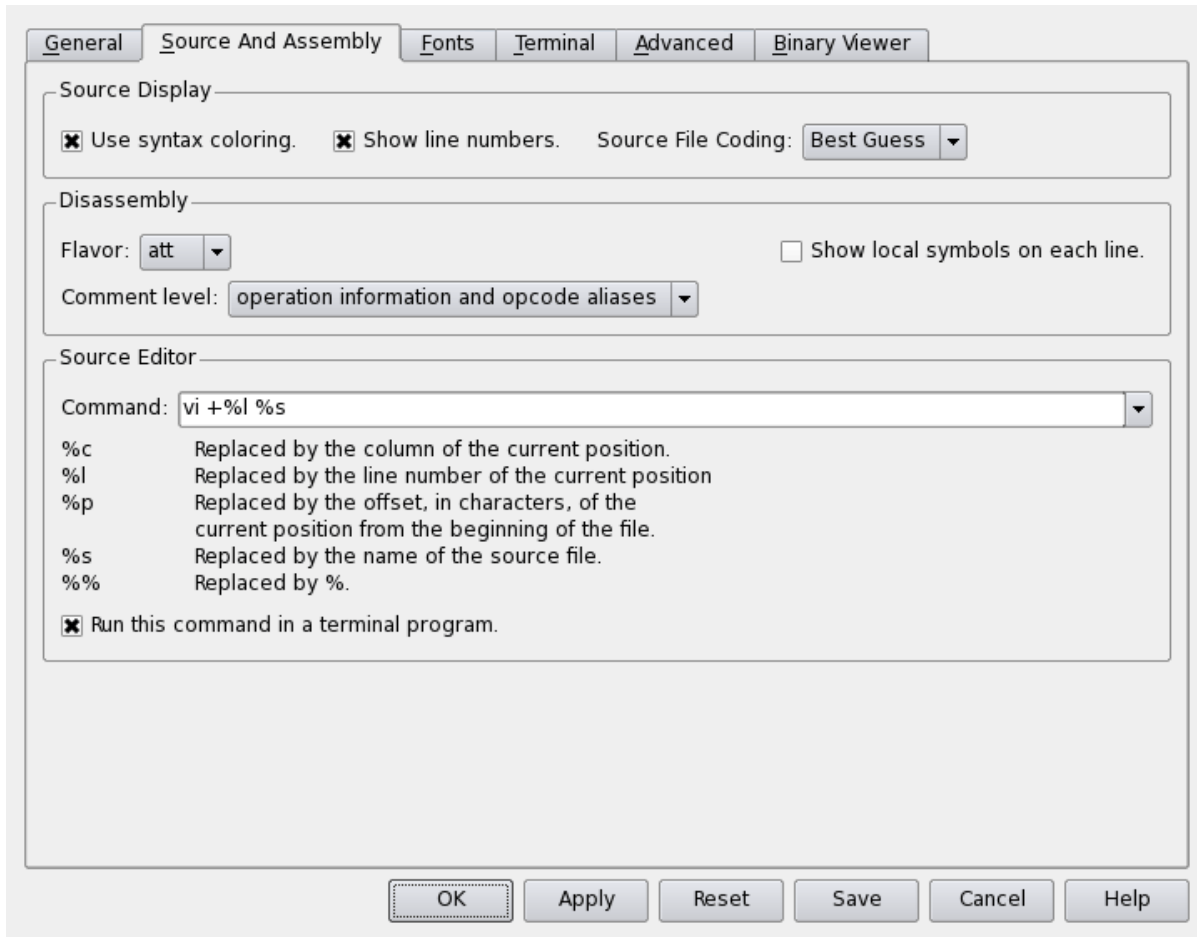 General Source And Assembly Fonts Terminal Advanced Binary Viewer
Source Display
Use syntax coloring. Show line numbers. Source File Coding: Best Guess
Disassembly
Flavor: att Show local symbols on each line.
Comment level: operation information and opcode aliases
Source Editor
Command: vi +%l %s
%c Replaced by the column of the current position.
%l Replaced by the line number of the current position
%p Replaced by the offset, in characters, of the
current position from the beginning of the file.
%s Replaced by the name of the source file.
%% Replaced by %.
Run this command in a terminal program.
OK Apply Reset Save Cancel Help